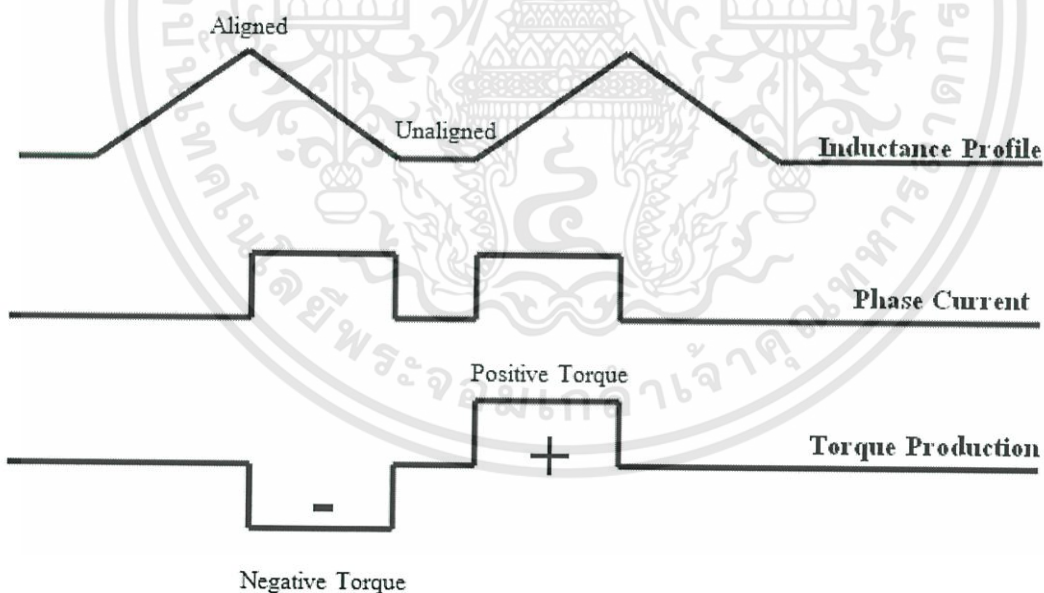 Aligned
Unaligned
Inductance Profile
Phase Current
Positive Torque
Torque Production
+
-
Negative Torque